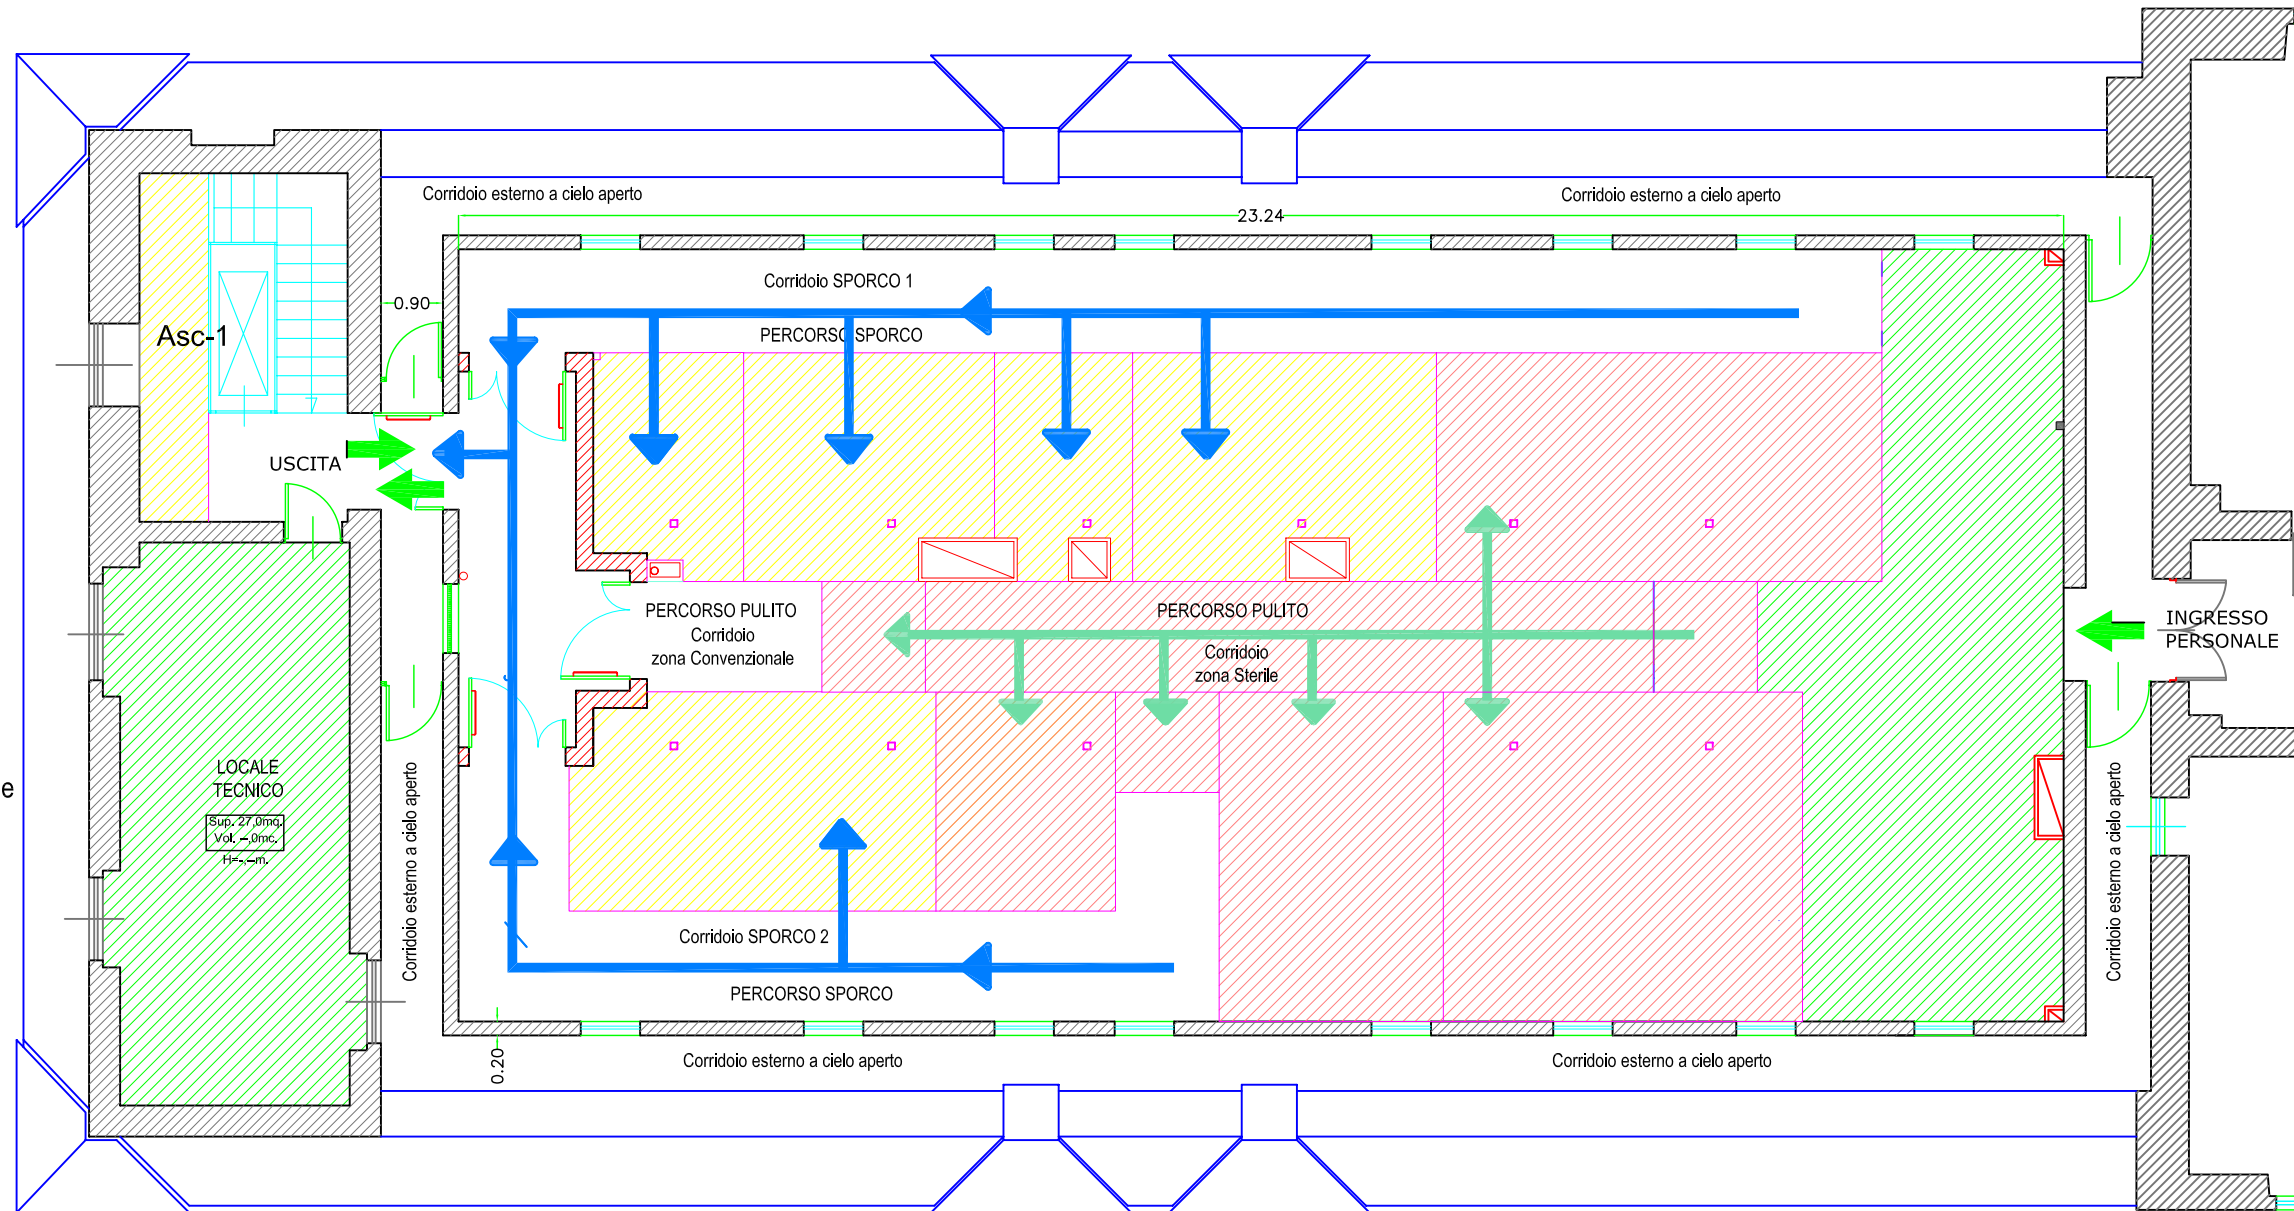 Corridoio esterno a cielo aperto
Corridoio esterno a cielo aperto
23.24
Corridoio SPORCO 1
0.90
Asc-1
PERCORSO SPORCO
USCITA
PERCORSO PULITO
Corridoio
zona Convenzionale
PERCORSO PULITO
Corridoio
zona Sterile
INGRESSO
PERSONALE
LOCALE
TECNICO
Sup. 27,0mq.
Vol. -,0mc.
H=-,-m.
e
Corridoio esterno a cielo aperto
Corridoio esterno a cielo aperto
Corridoio SPORCO 2
PERCORSO SPORCO
0.20
Corridoio esterno a cielo aperto
Corridoio esterno a cielo aperto